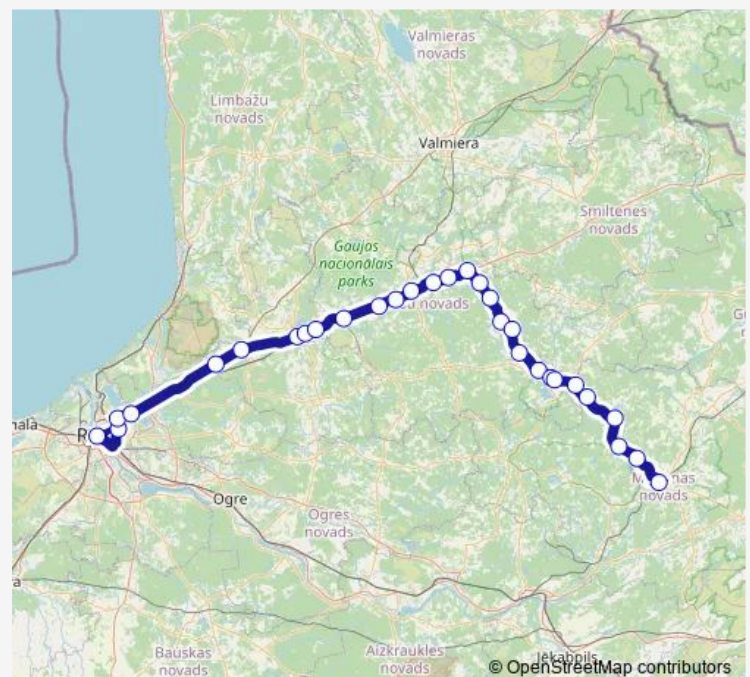 Valmieras
novads
Limbažu
novads
Valmiera
Smiltenes
novads
Gaujas
nacionālais
parks
novads
R
Ogre
Ogres
novads
novads
Bauskas
novads
Aizkraukles
novads
Jēkabpils
© OpenStreetMap contributors